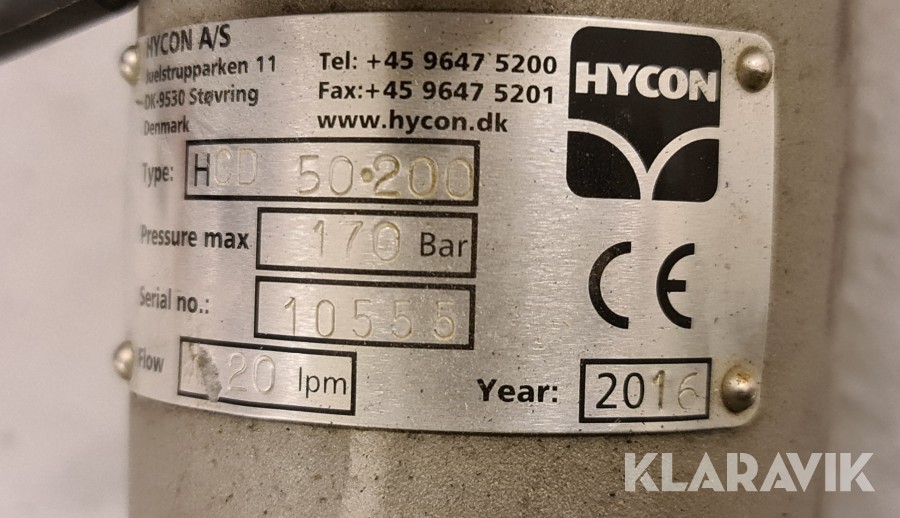 HYCON A/S
Juelstrupparken 11
DK-9530 Støvring
Denmark
Tel: +45 9647 5200
Fax:+45 9647 5201
www.hycon.dk
HYCON
Type: HCD 50-200
Pressure max 170 Bar
Serial no.: 10555
CE
Flow 20 lpm
Year: 2016
KLARAVIK